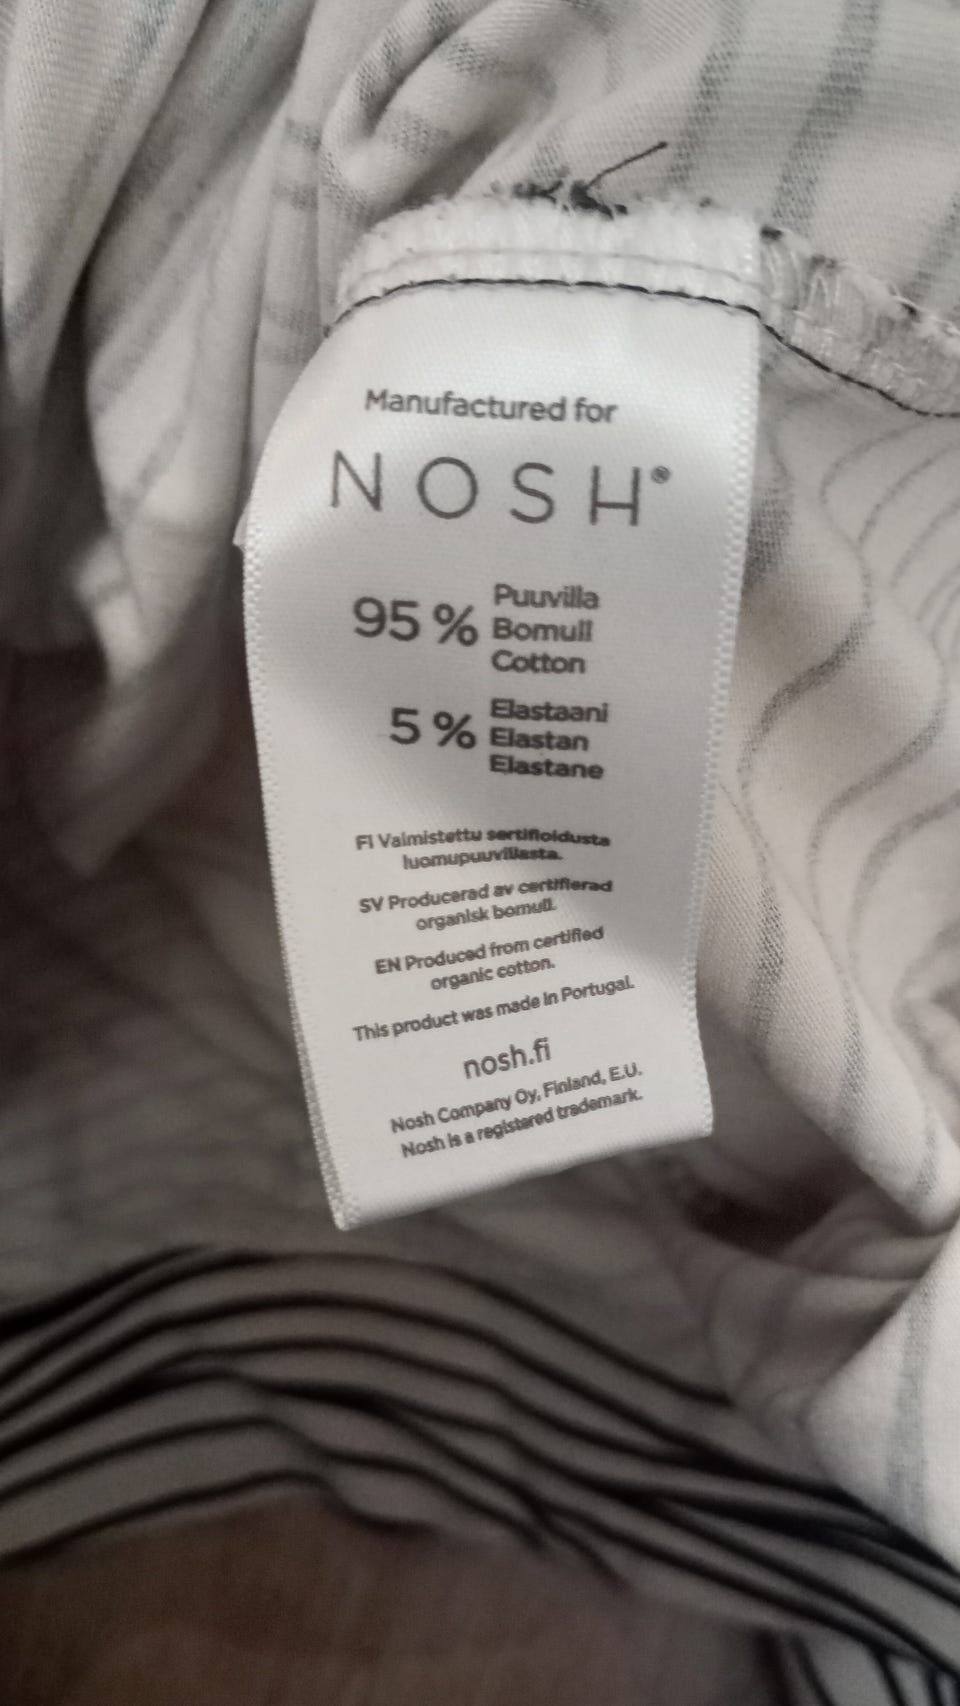 Manufactured for
NOSH®
95 % Puuvilla
Bomull
Cotton
5 % Elastaani
Elastan
Elastane
FI Valmistettu sertifioidusta
luomupuuvillasta.
SV Producerad av certifierad
organisk bomull.
EN Produced from certified
organic cotton.
This product was made in Portugal.
nosh.fi
Nosh Company Oy, Finland, E.U.
Nosh is a registered trademark.